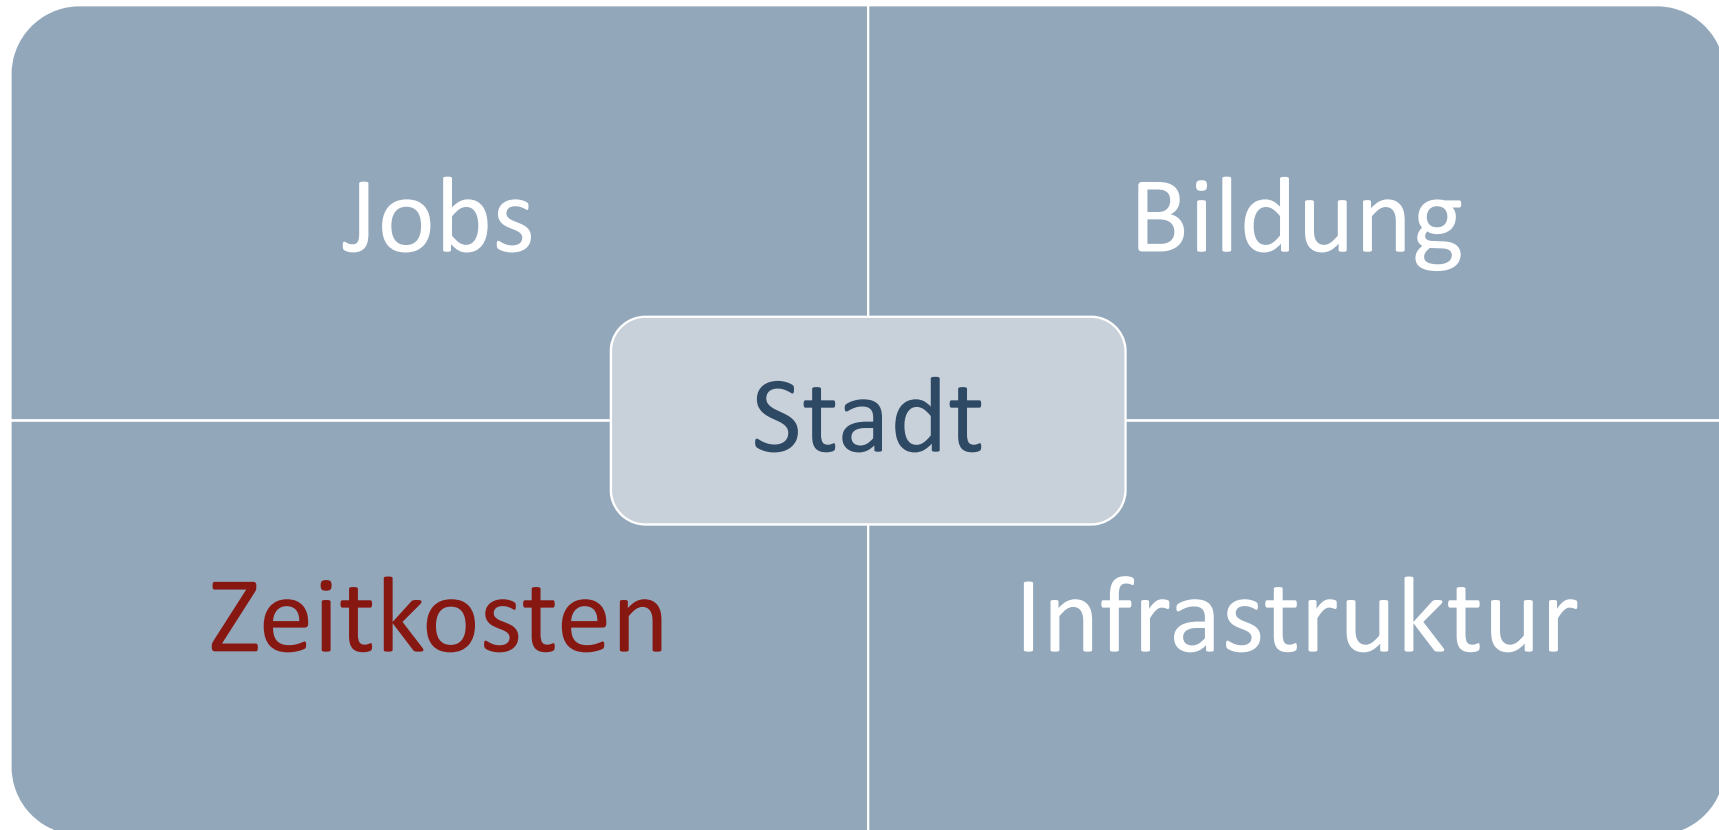 Jobs
Bildung
Stadt
Zeitkosten
Infrastruktur